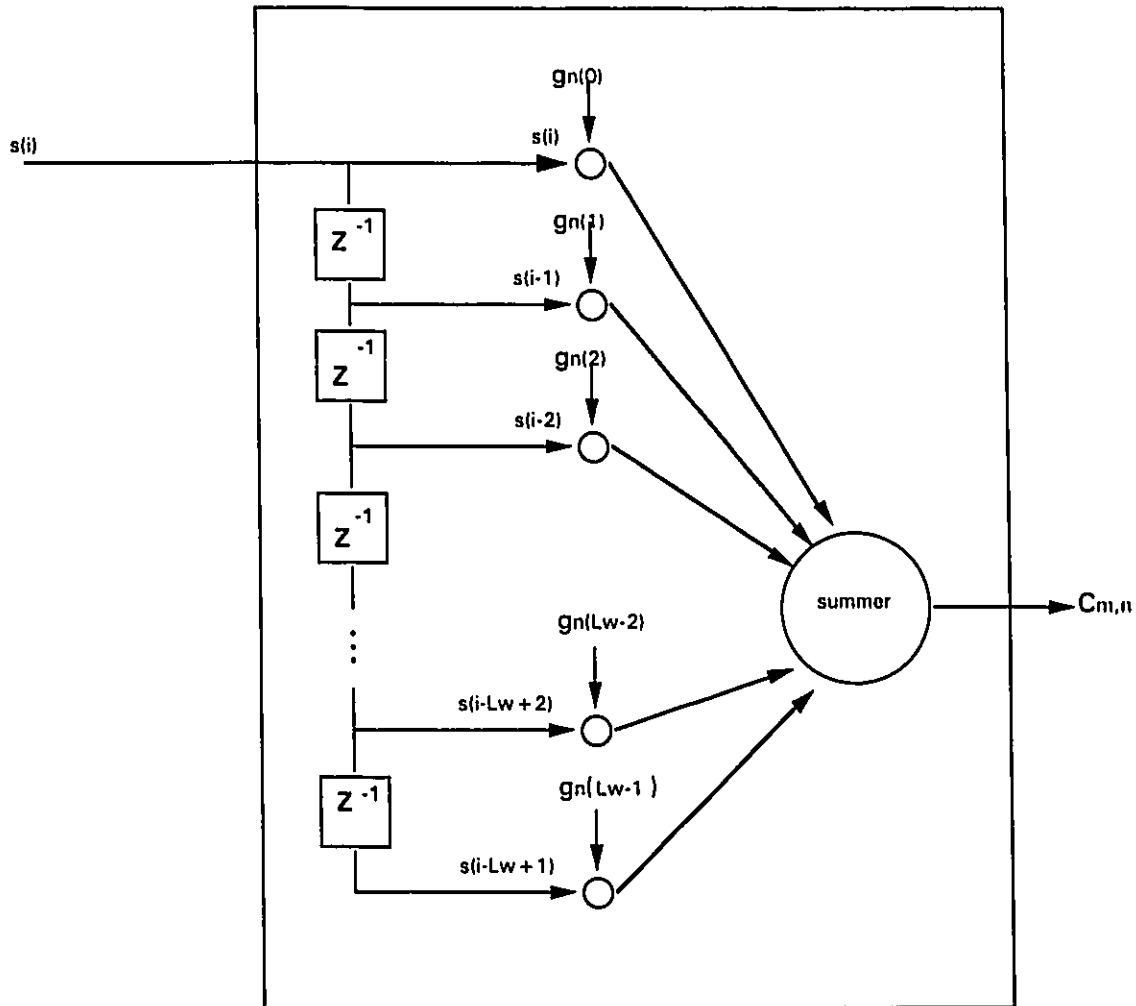 gn(0)
s(i)
s(i)
Z -1
gn(1)
s(i-1)
Z -1
gn(2)
s(i-2)
Z -1
summer
Cm,n
gn(Lw-2)
s(i-Lw+2)
Z -1
gn(Lw-1)
s(i-Lw+1)